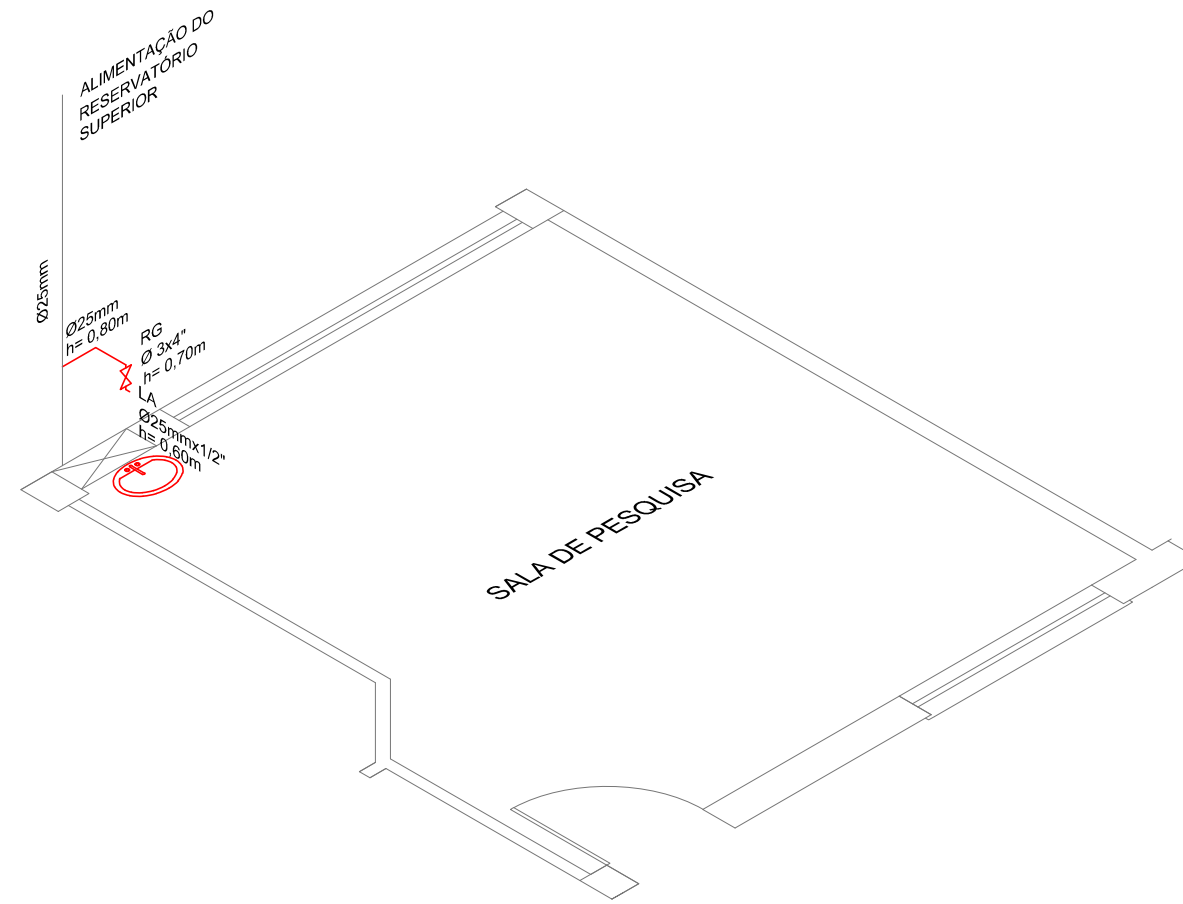 ALIMENTAÇÃO DO
RESERVATÓRIO
SUPERIOR
Ø25mm
Ø25mm
h= 0,80m
RG
Ø 3x4"
h= 0,70m
LA
Ø25mmx1/2"
h= 0,60m
SALA DE PESQUISA